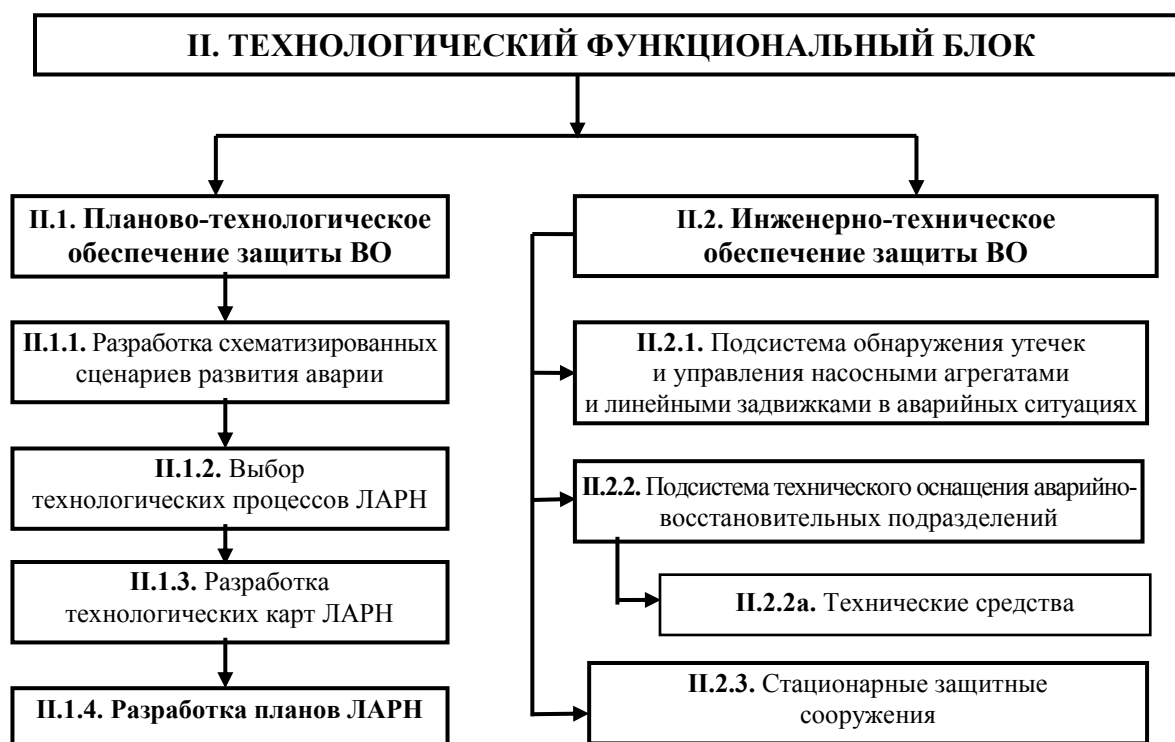 II. ТЕХНОЛОГИЧЕСКИЙ ФУНКЦИОНАЛЬНЫЙ БЛОК
II.1. Планово-технологическое
обеспечение защиты ВО
II.1.1. Разработка схематизированных
сценариев развития аварии
II.1.2. Выбор
технологических процессов ЛАРН
II.1.3. Разработка
технологических карт ЛАРН
II.1.4. Разработка планов ЛАРН
II.2. Инженерно-техническое
обеспечение защиты ВО
II.2.1. Подсистема обнаружения утечек
и управления насосными агрегатами
и линейными задвижками в аварийных ситуациях
II.2.2. Подсистема технического оснащения аварийно-
восстановительных подразделений
II.2.2а. Технические средства
II.2.3. Стационарные защитные
сооружения